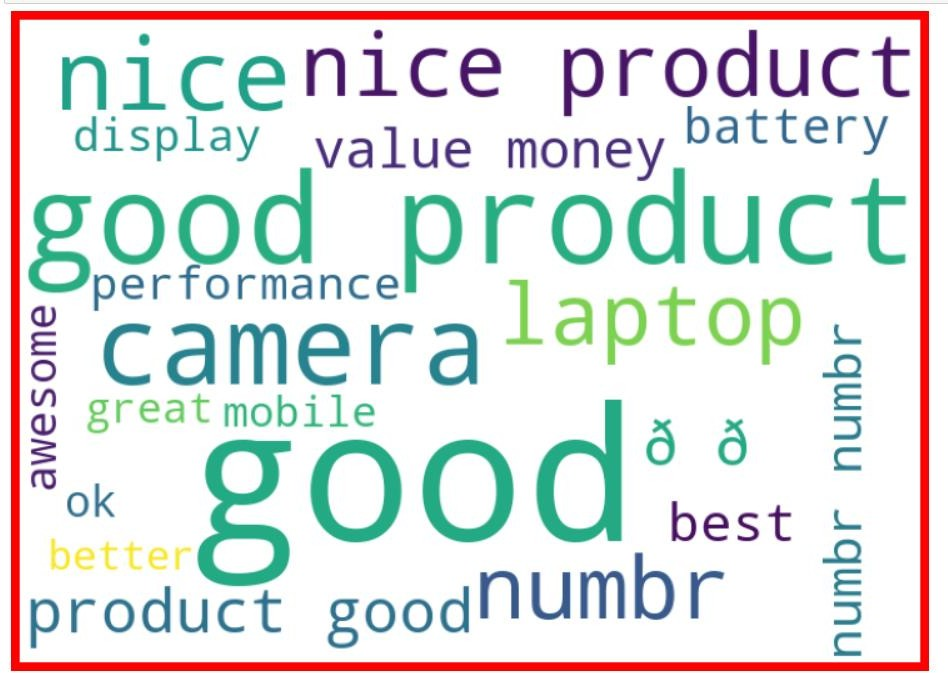 nice
nice product
display
value money
battery
good product
performance
camera
laptop
awesome
great
mobile
good
ð ð
numbr numbr
ok
best
better
numbr
product good